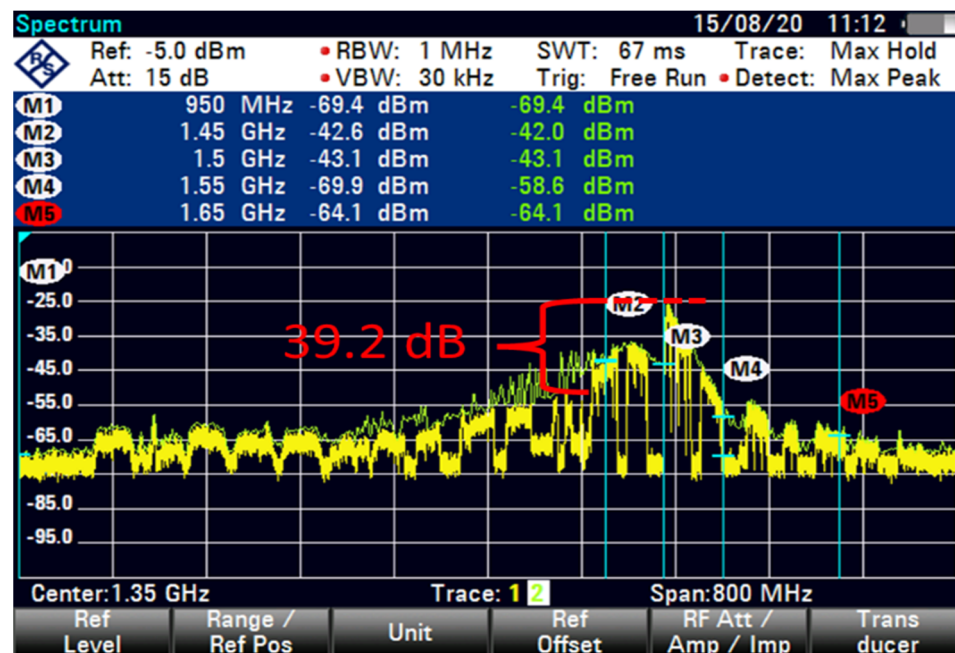 Spectrum 15/08/20 11:12
Ref: -5.0 dBm RBW: 1 MHz SWT: 67 ms Trace: Max Hold
Att: 15 dB VBW: 30 kHz Trig: Free Run Detect: Max Peak
M1 950 MHz -69.4 dBm -69.4 dBm
M2 1.45 GHz -42.6 dBm -42.0 dBm
M3 1.5 GHz -43.1 dBm -43.1 dBm
M4 1.55 GHz -69.9 dBm -58.6 dBm
M5 1.65 GHz -64.1 dBm -64.1 dBm
M1
-25.0 M2
-35.0 39.2 dB M3
-45.0 M4
-55.0 M5
-65.0
-85.0
-95.0
Center:1.35 GHz Trace: 1 2 Span:800 MHz
Ref Level Range / Ref Pos Unit Ref Offset RF Att / Amp / Imp Trans ducer